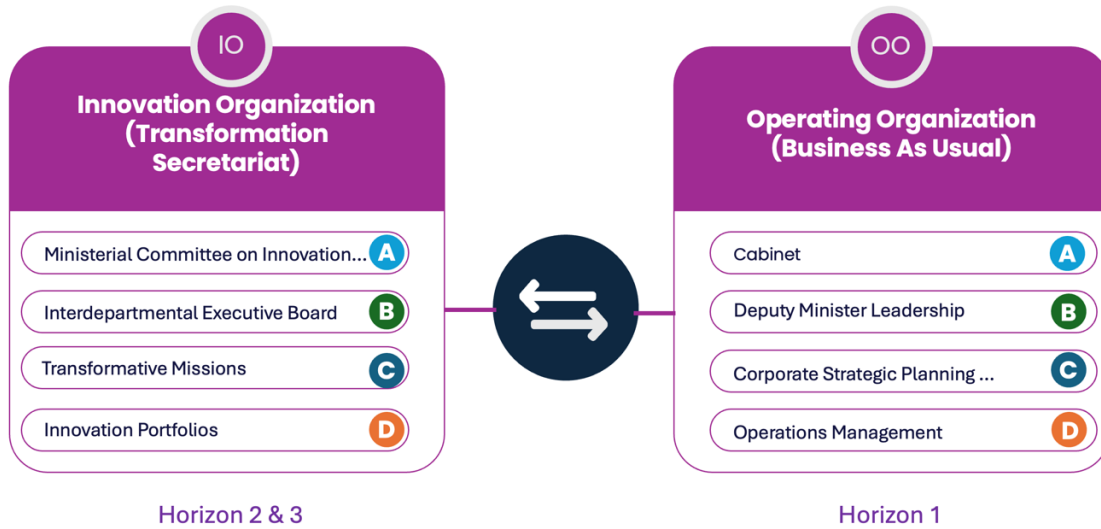 IO
Innovation Organization
(Transformation
Secretariat)
Ministerial Committee on Innovation... A
Interdepartmental Executive Board B
Transformative Missions C
Innovation Portfolios D
Horizon 2 & 3
OO
Operating Organization
(Business As Usual)
Cabinet A
Deputy Minister Leadership B
Corporate Strategic Planning ... C
Operations Management D
Horizon 1